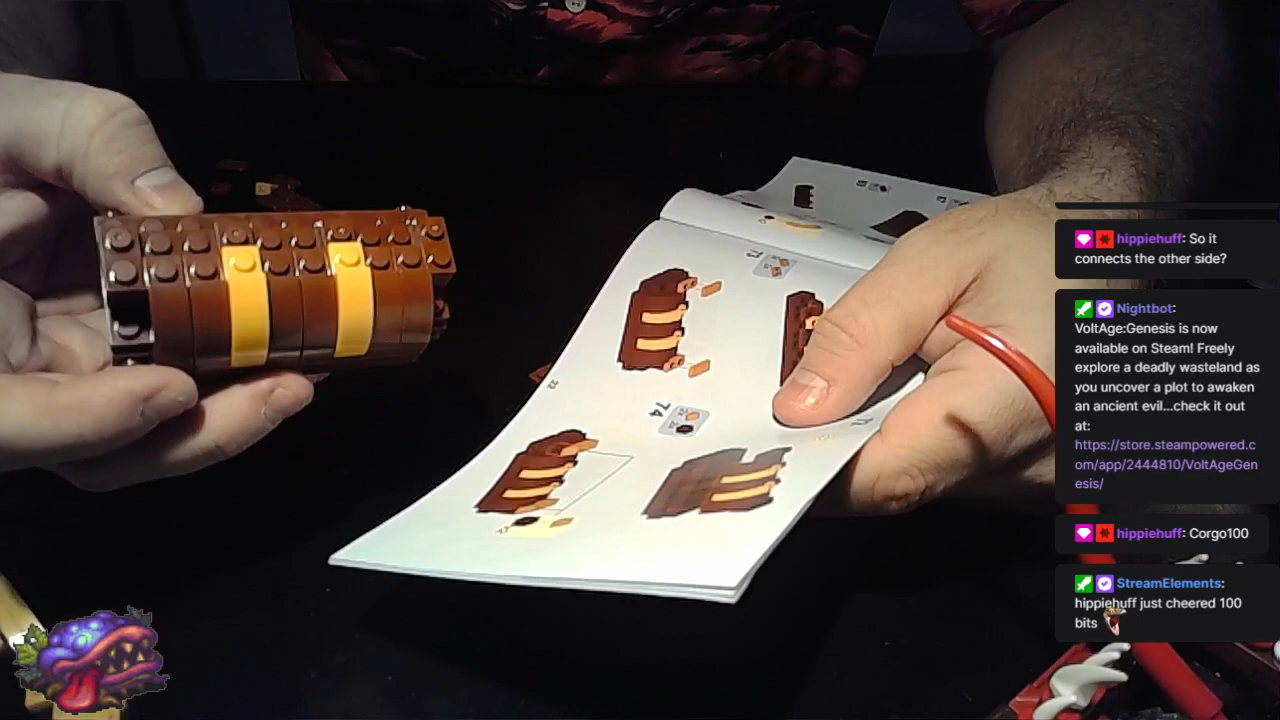 73
74
hippiehuff: So it
connects the other side?
Nightbot:
VoltAge:Genesis is now
available on Steam! Freely
explore a deadly wasteland as
you uncover a plot to awaken
an ancient evil...check it out
at:
https://store.steampowered.c
om/app/2444810/VoltAgeGen
esis/
hippiehuff: Corgo100
StreamElements:
hippiehuff just cheered 100
bits